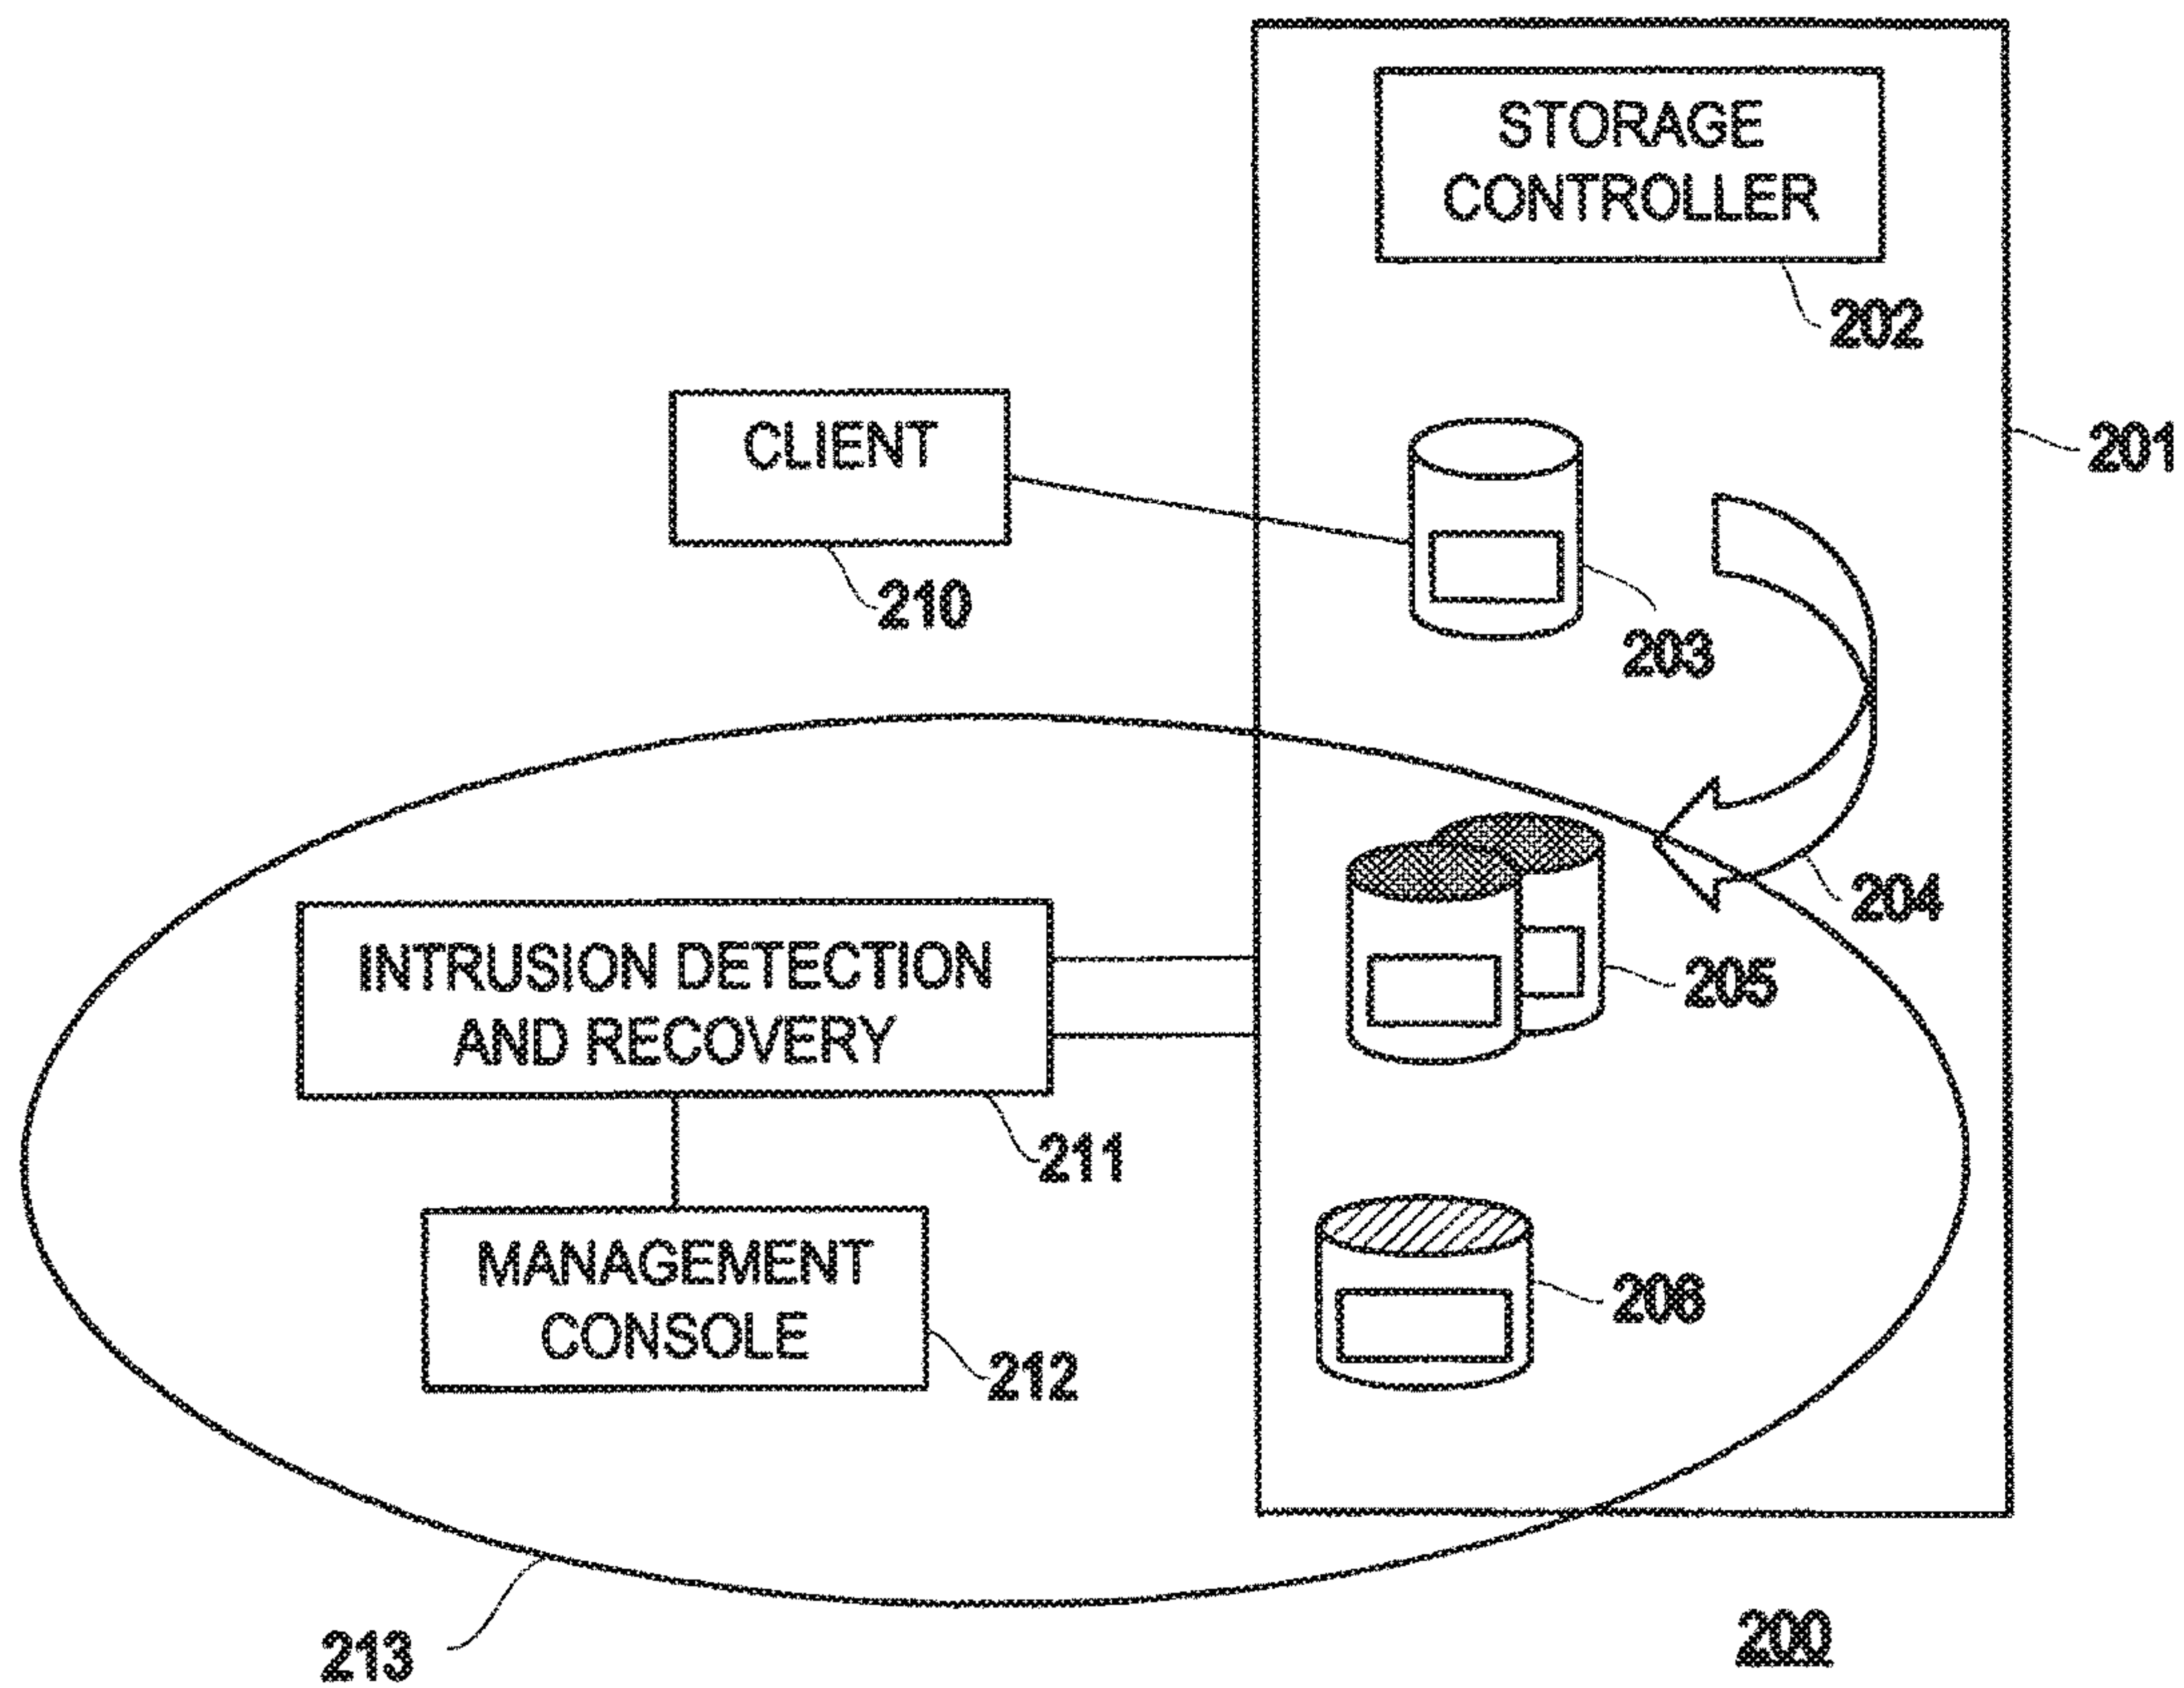 STORAGE
CONTROLLER
202
201
CLIENT
210
203
204
205
INTRUSION DETECTION
AND RECOVERY
211
MANAGEMENT
CONSOLE
212
206
213
200